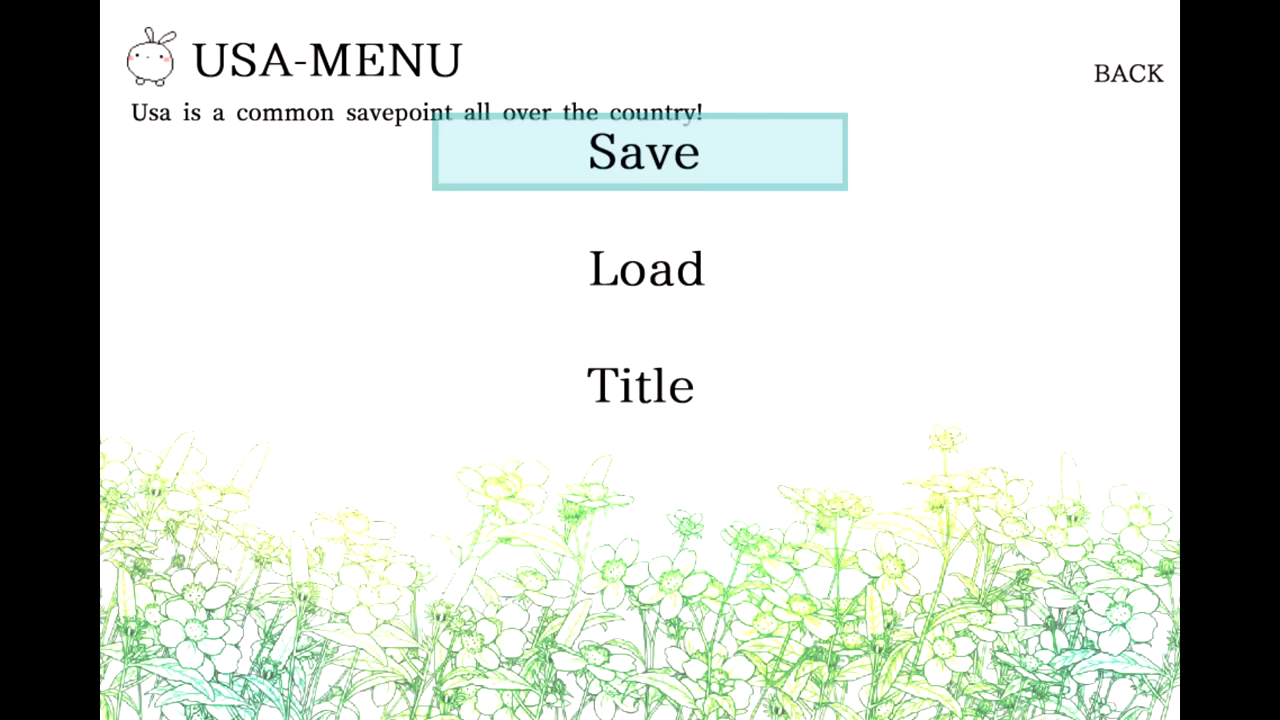 USA-MENU
BACK
Usa is a common savepoint all over the country!
Save
Load
Title